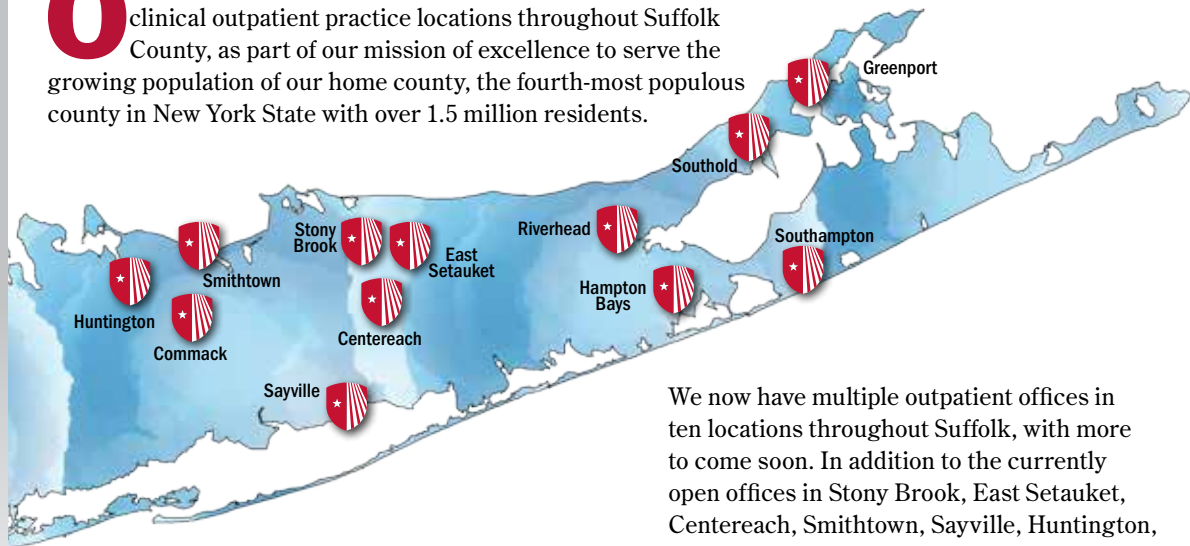 O
clinical outpatient practice locations throughout Suffolk
County, as part of our mission of excellence to serve the
growing population of our home county, the fourth-most populous
county in New York State with over 1.5 million residents.
Greenport
Southold
Stony
Brook
East
Setauket
Riverhead
Southampton
Smithtown
Hampton
Bays
Huntington
Commack
Centereach
Sayville
We now have multiple outpatient offices in
ten locations throughout Suffolk, with more
to come soon. In addition to the currently
open offices in Stony Brook, East Setauket,
Centereach, Smithtown, Sayville, Huntington,